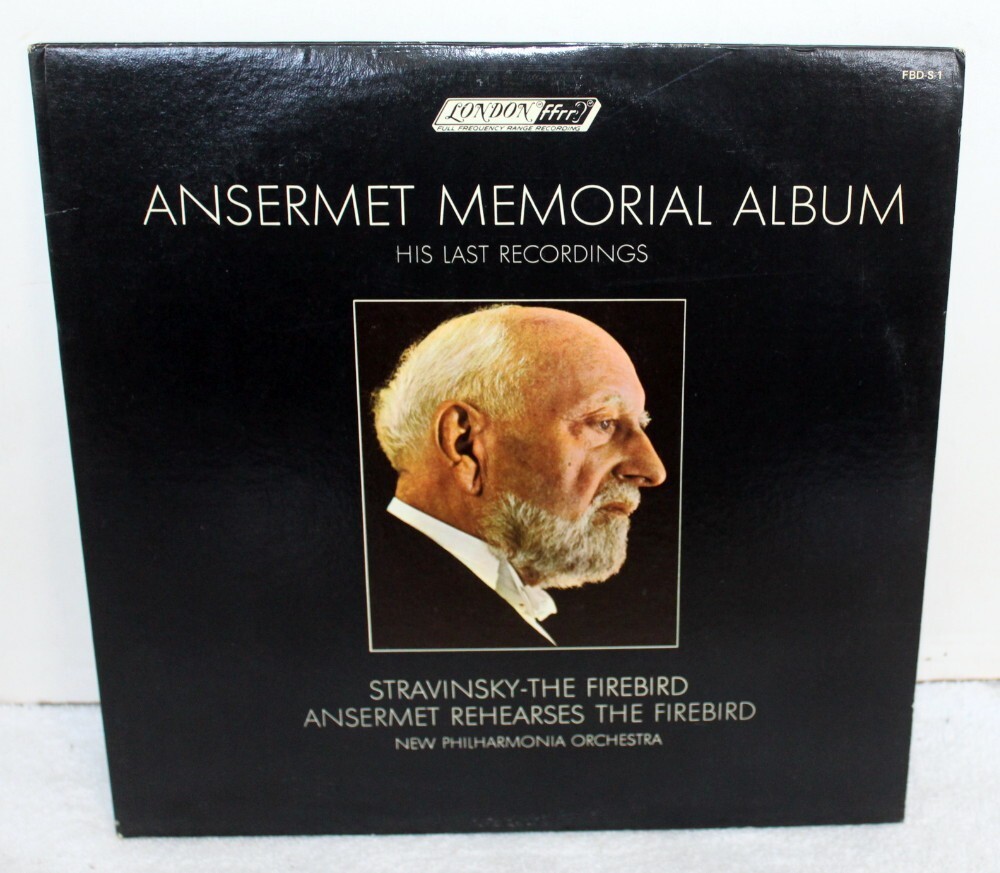 FBD-S-1
LONDON ffrr
FULL FREQUENCY RANGE RECORDING
ANSERMET MEMORIAL ALBUM
HIS LAST RECORDINGS
STRAVINSKY-THE FIREBIRD
ANSERMET REHEARSES THE FIREBIRD
NEW PHILHARMONIA ORCHESTRA